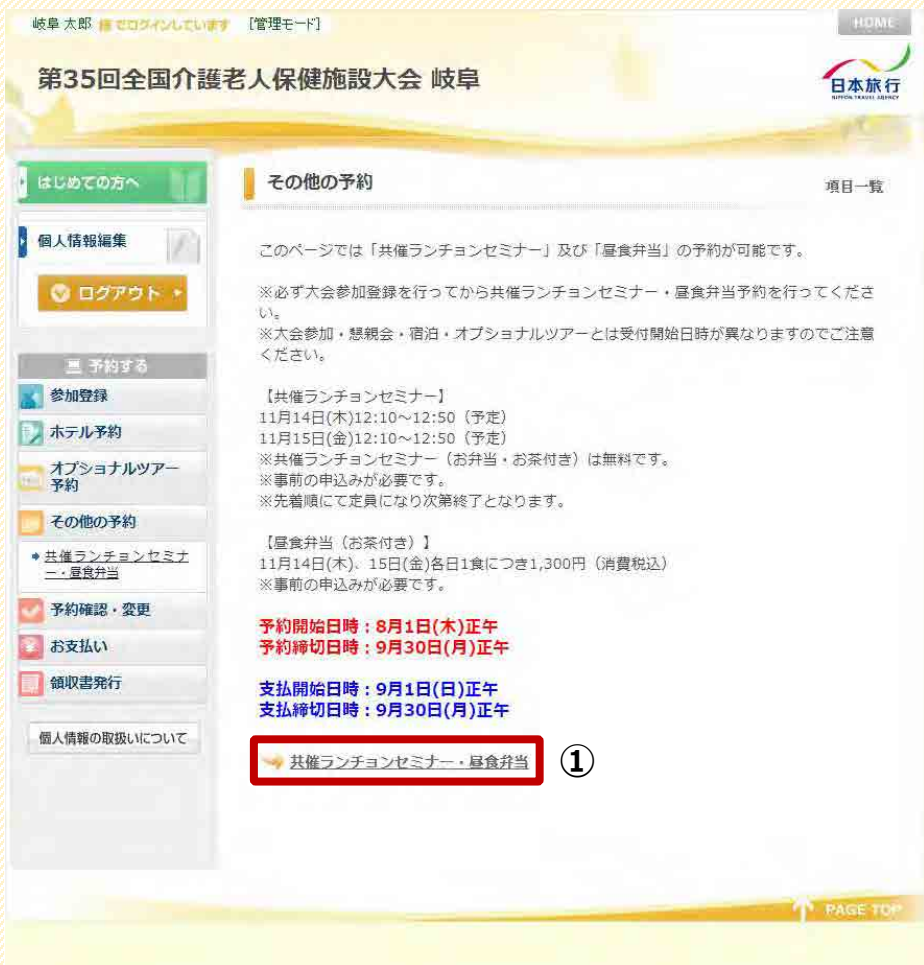 岐阜 太郎 様 でログインしています [管理モード]
HOME
第35回全国介護老人保健施設大会 岐阜
日本旅行
NIPPON TRAVEL AGENCY
はじめての方へ
個人情報編集
ログアウト
予約する
参加登録
ホテル予約
オプショナルツアー
予約
その他の予約
共催ランチョンセミナ
ー・昼食弁当
予約確認・変更
お支払い
領収書発行
個人情報の取扱いについて
その他の予約
項目一覧
このページでは「共催ランチョンセミナー」及び「昼食弁当」の予約が可能です。
※必ず大会参加登録を行ってから共催ランチョンセミナー・昼食弁当予約を行ってくださ
い。
※大会参加・懇親会・宿泊・オプショナルツアーとは受付開始日時が異なりますのでご注意
ください。
【共催ランチョンセミナー】
11月14日(木)12:10～12:50（予定）
11月15日(金)12:10～12:50（予定）
※共催ランチョンセミナー（お弁当・お茶付き）は無料です。
※事前の申込みが必要です。
※先着順にて定員になり次第終了となります。
【昼食弁当（お茶付き）】
11月14日(木)、15日(金)各日1食につき1,300円（消費税込）
※事前の申込みが必要です。
予約開始日時：8月1日(木)正午
予約締切日時：9月30日(月)正午
支払開始日時：9月1日(日)正午
支払締切日時：9月30日(月)正午
共催ランチョンセミナー・昼食弁当
①
PAGE TOP